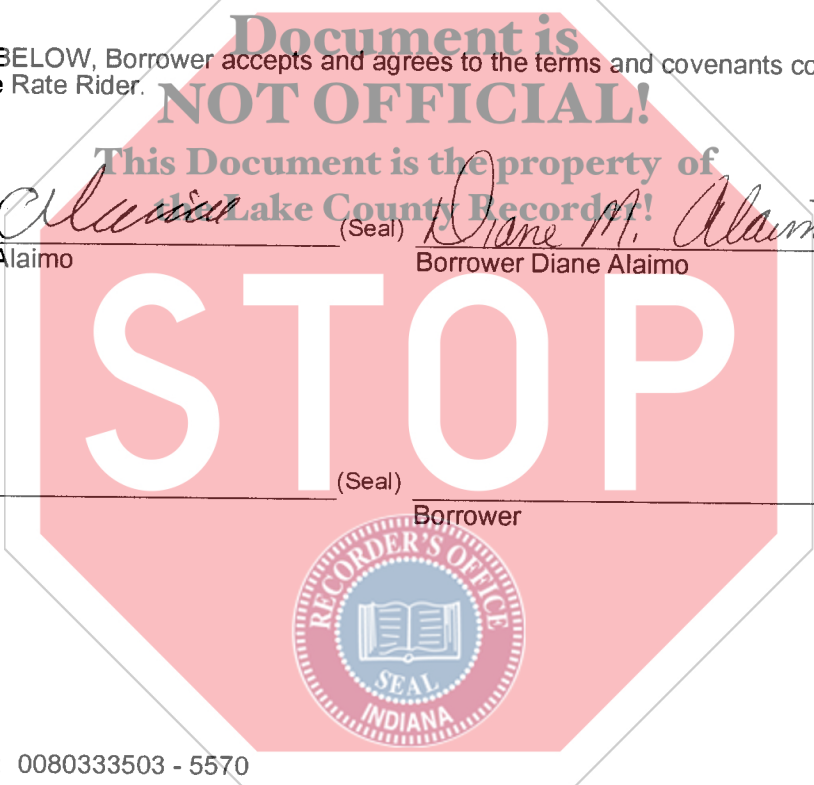 Document is
BELOW, Borrower accepts and agrees to the terms and covenants co
Rate Rider.
NOT OFFICIAL!
This Document is the property of
the Lake County Recorder!
Alaimo (Seal) Diane M. Alaim
Alaimo Borrower Diane Alaimo
STOP
(Seal)
Borrower
RECORDER'S OFFICE
SEAL
INDIANA
0080333503 - 5570